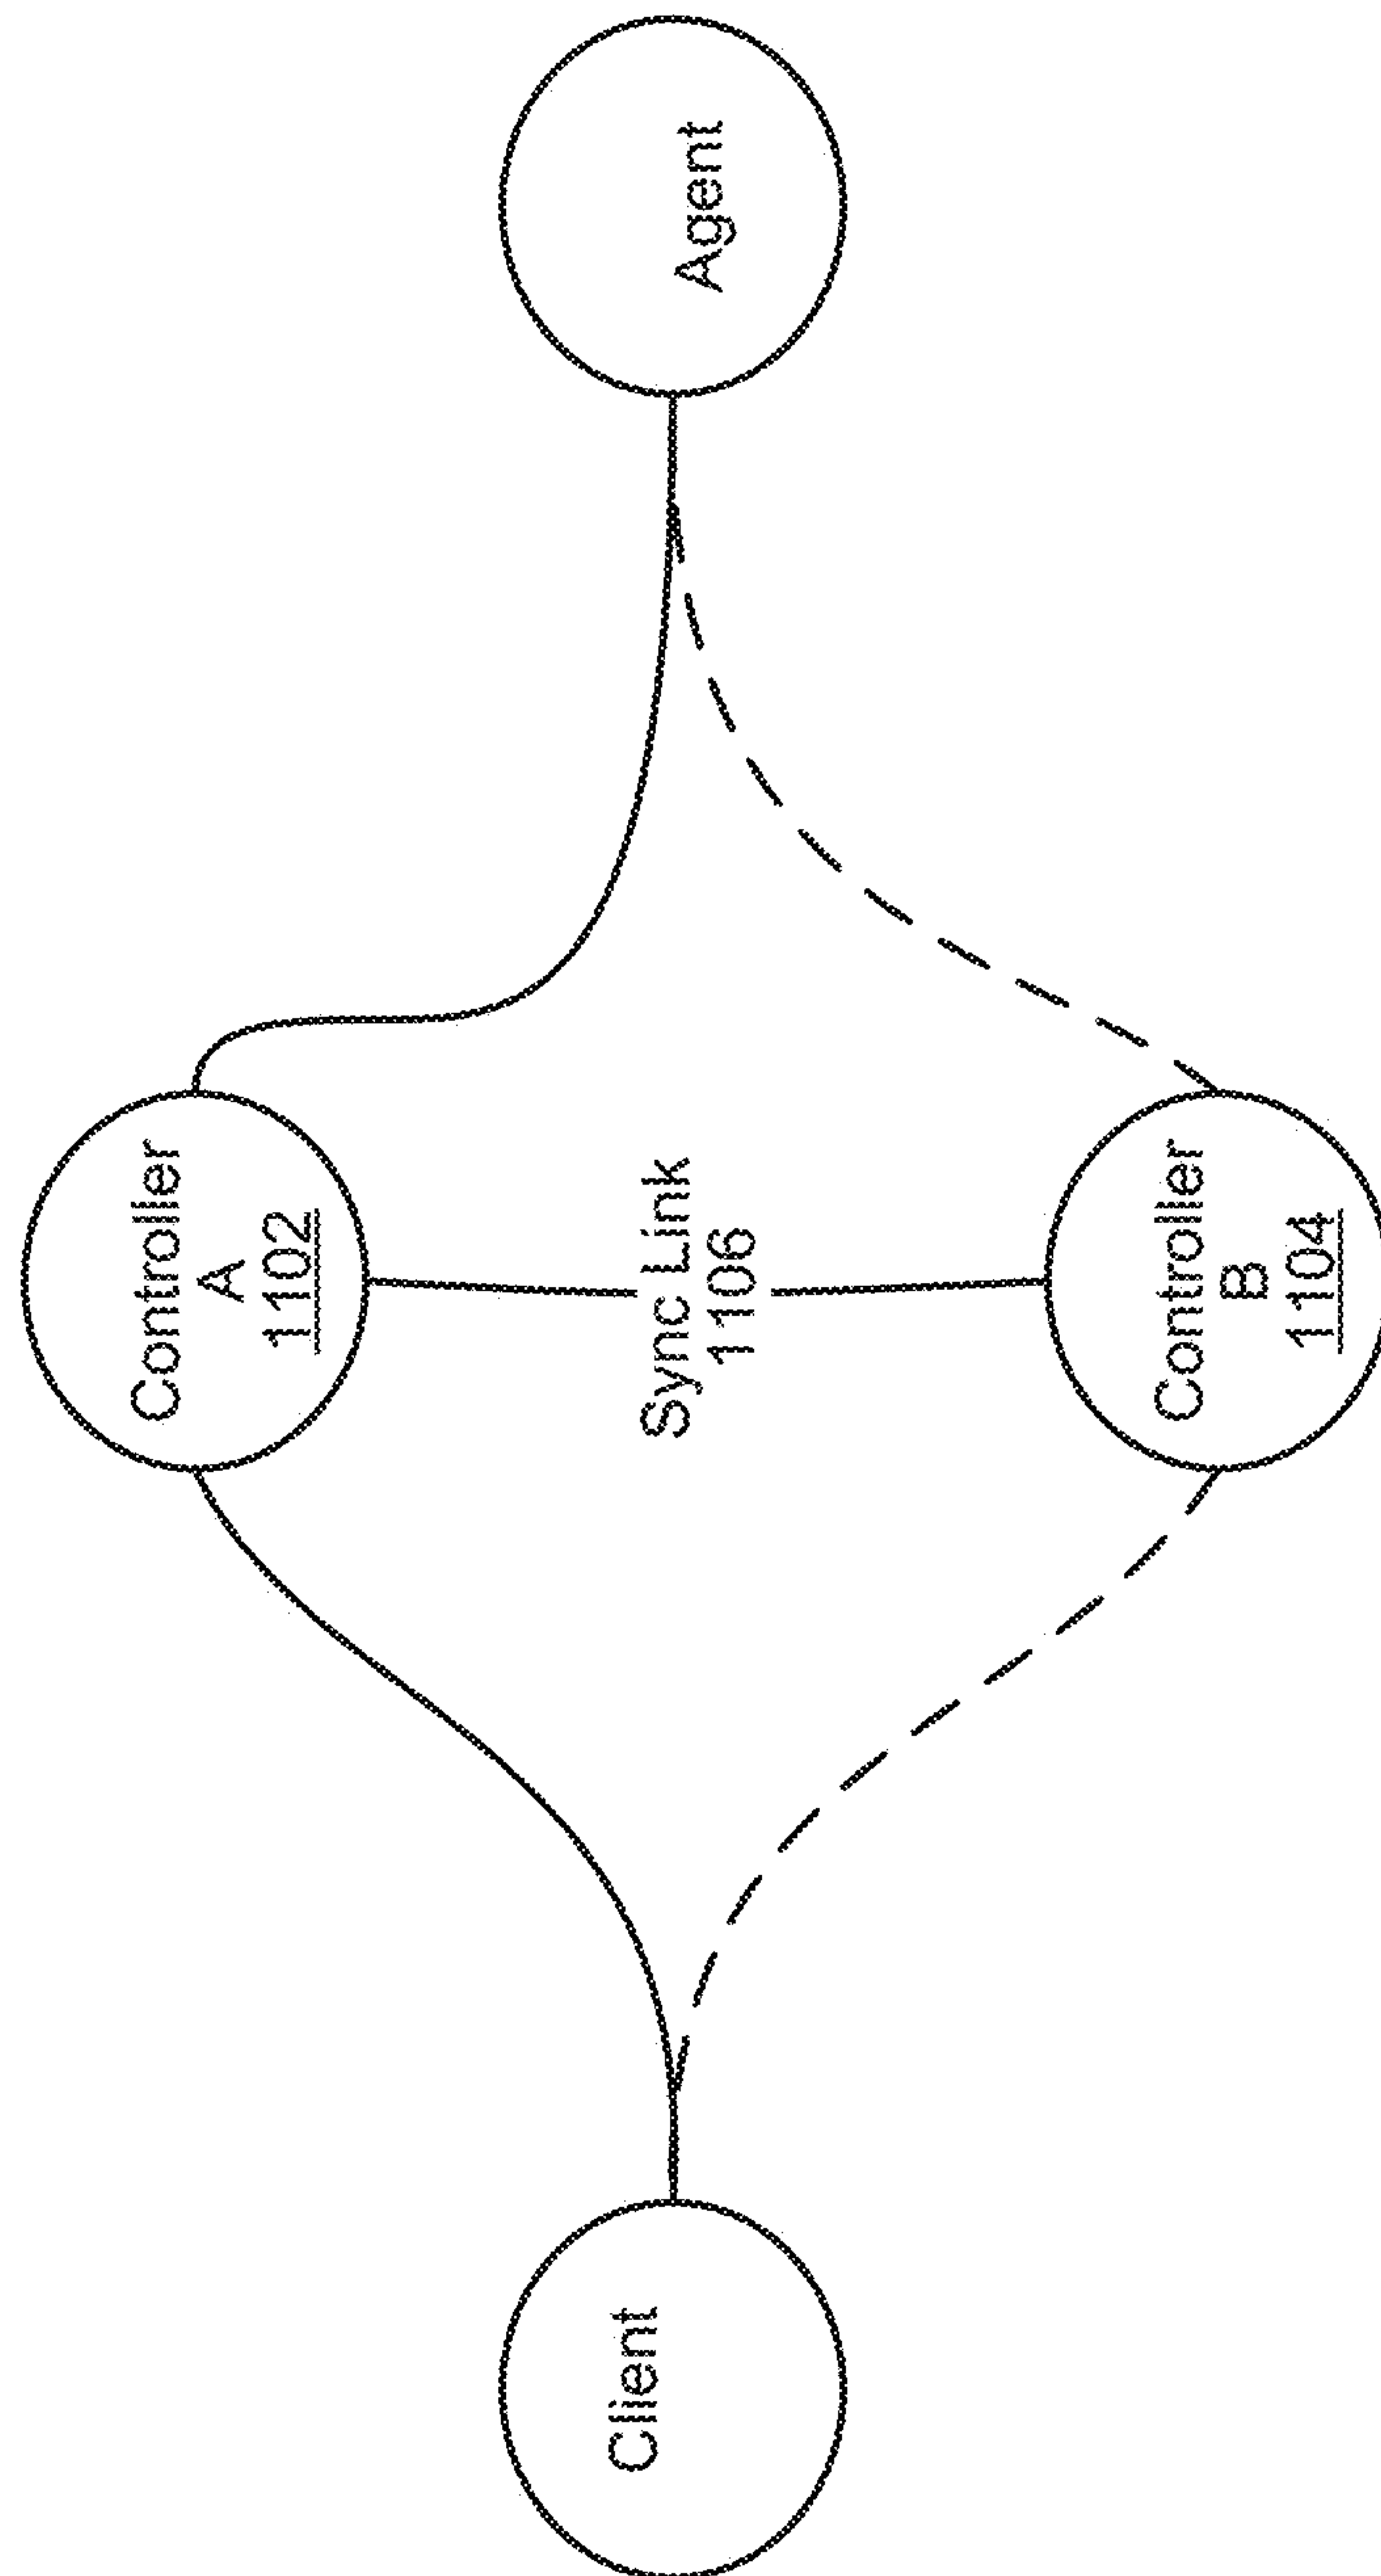 Controller
A
1102
Client
Agent
Sync Link
1106
Controller
B
1104